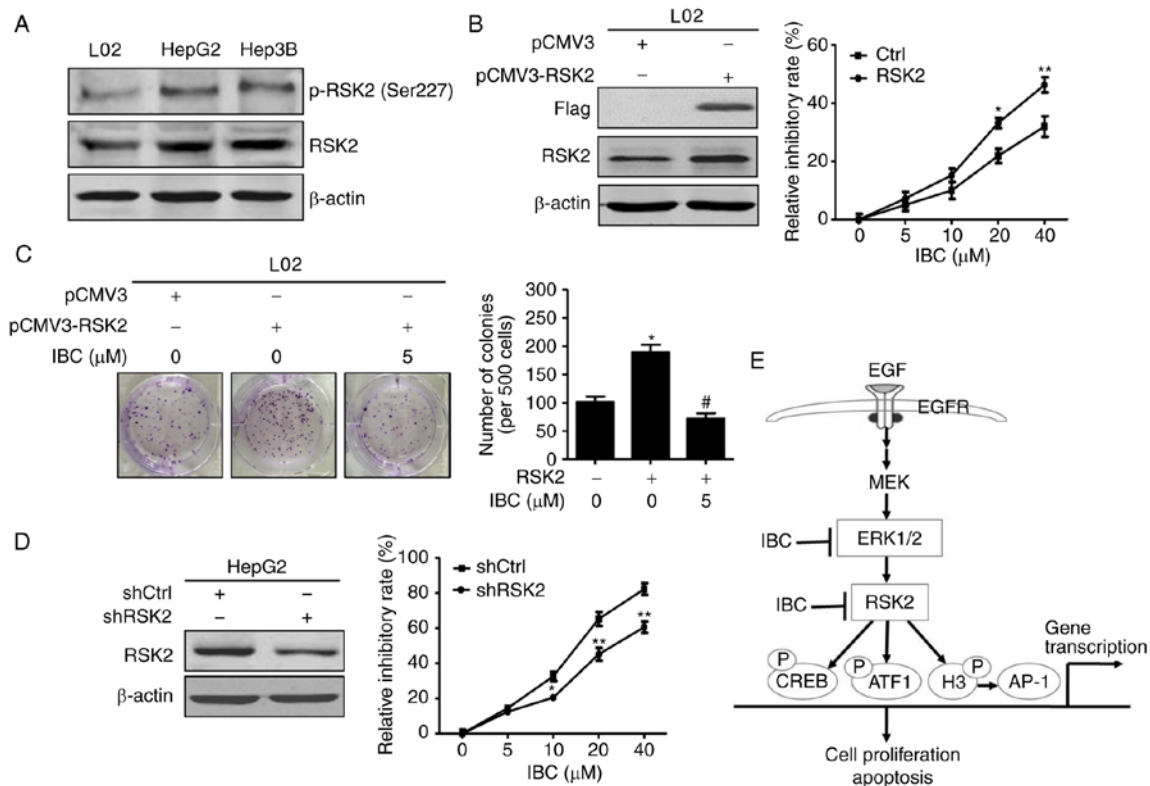 A
L02 HepG2 Hep3B
p-RSK2 (Ser227)
RSK2
β-actin
B
L02
pCMV3 + –
pCMV3-RSK2 – +
Flag
RSK2
β-actin
Relative inhibitory rate (%)
60
40
20
0
Ctrl
RSK2
*
**
0 5 10 20 40
IBC (μM)
C
L02
pCMV3 + – –
pCMV3-RSK2 – + +
IBC (μM) 0 0 5
Number of colonies
(per 500 cells)
300
250
200
150
100
50
0
*
#
RSK2 – + +
IBC (μM) 0 0 5
D
HepG2
shCtrl + –
shRSK2 – +
RSK2
β-actin
Relative inhibitory rate (%)
100
80
60
40
20
0
shCtrl
shRSK2
*
**
**
0 5 10 20 40
IBC (μM)
E
EGF
EGFR
MEK
IBC ERK1/2
IBC RSK2
Gene
transcription
P P P
CREB ATF1 H3 AP-1
Cell proliferation
apoptosis